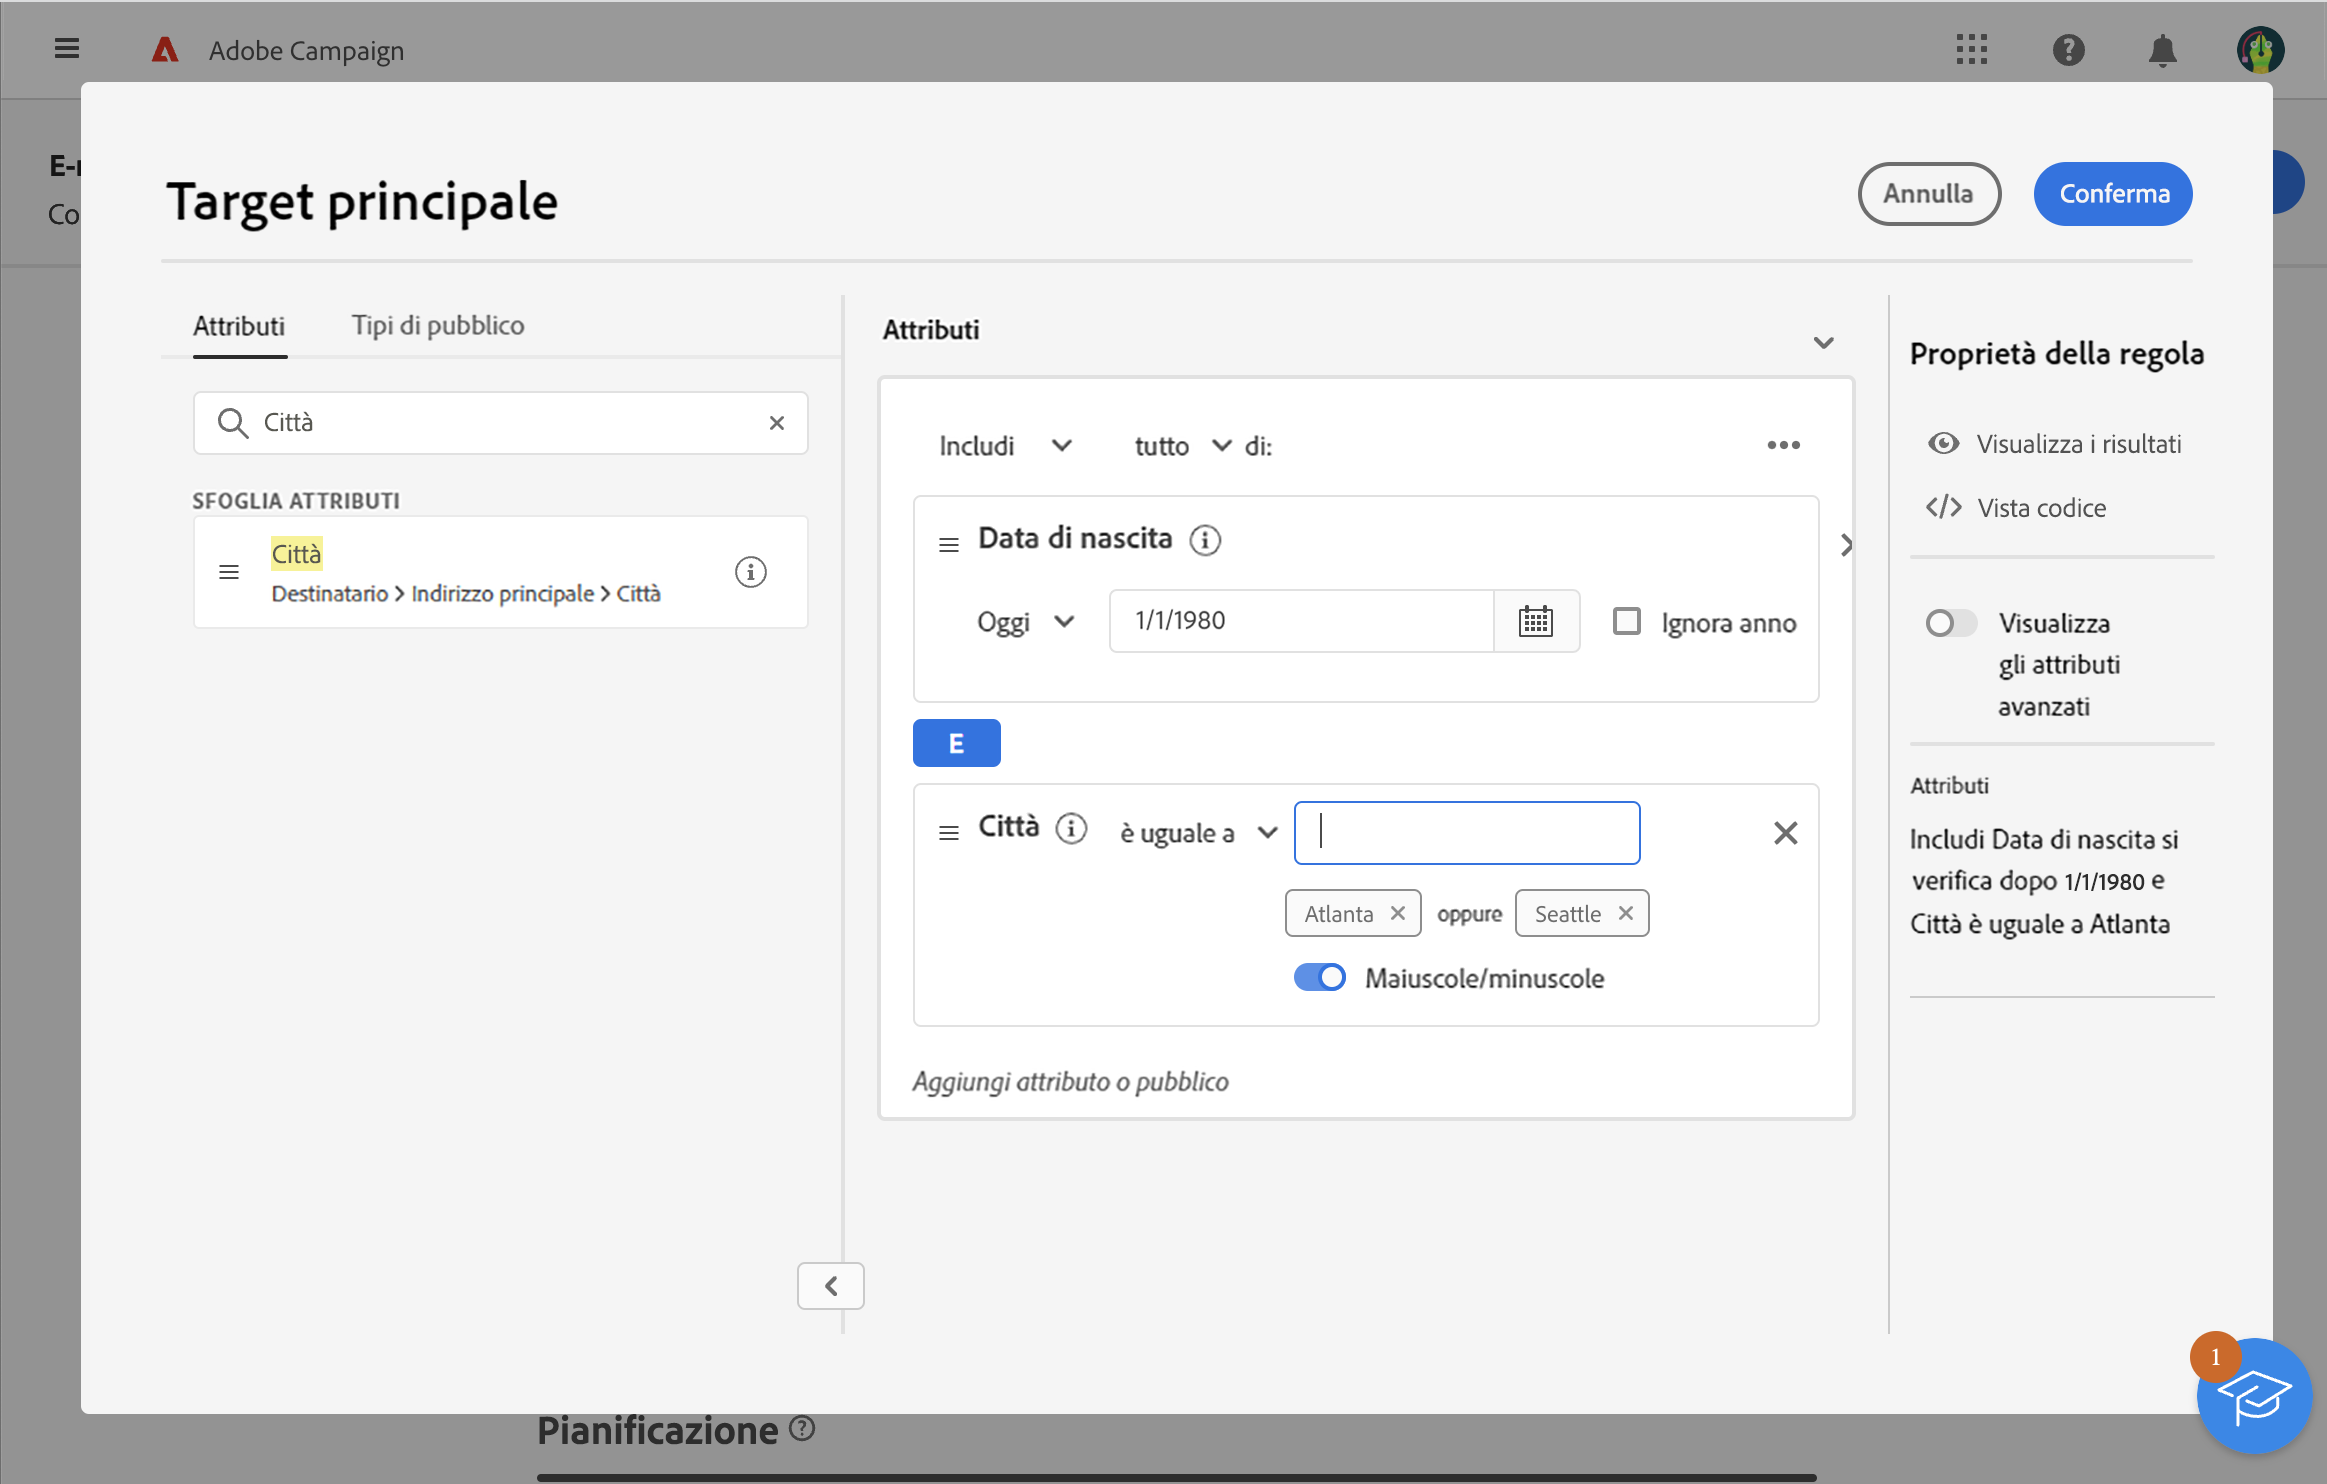 Adobe Campaign
E-
Co
Target principale
Annulla
Conferma
Attributi
Tipi di pubblico
Città
SFOGLIA ATTRIBUTI
Città
Destinatario > Indirizzo principale > Città
Attributi
Includi
tutto
di:
Data di nascita
Oggi
1/1/1980
Ignora anno
E
Città
è uguale a
Atlanta
oppure
Seattle
Maiuscole/minuscole
Aggiungi attributo o pubblico
Proprietà della regola
Visualizza i risultati
Vista codice
Visualizza
gli attributi
avanzati
Attributi
Includi Data di nascita si
verifica dopo 1/1/1980 e
Città è uguale a Atlanta
1
Pianificazione